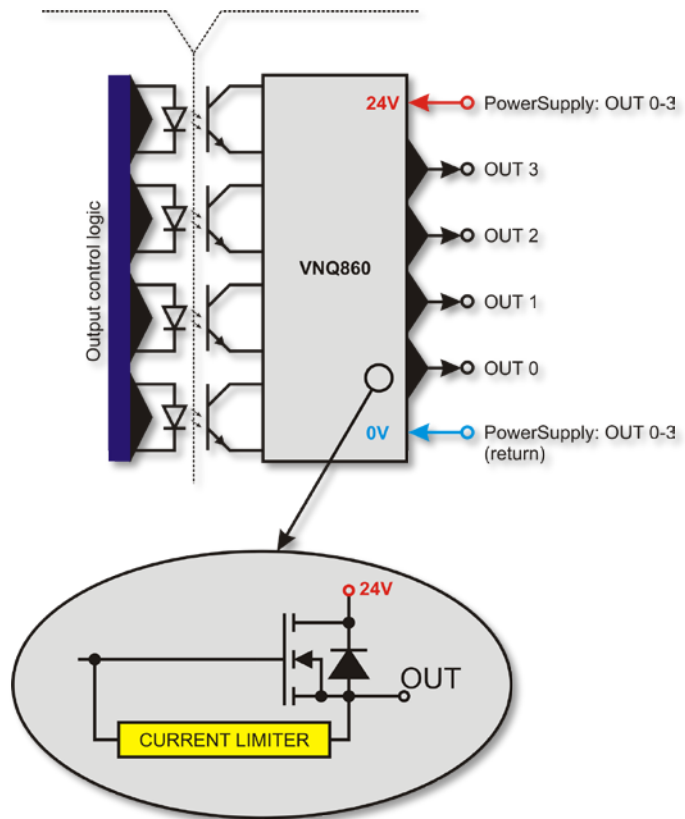 24V
PowerSupply: OUT 0-3
OUT 3
OUT 2
VNQ860
OUT 1
OUT 0
Output control logic
0V
PowerSupply: OUT 0-3
(return)
24V
OUT
CURRENT LIMITER